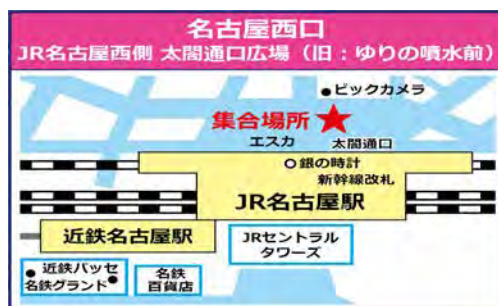 名古屋西口
JR名古屋西側 太閤通口広場（旧：ゆりの噴水前）
ビックカメラ
集合場所
エスカ
太閤通口
銀の時計
新幹線改札
JR名古屋駅
近鉄名古屋駅
JRセントラル
タワーズ
近鉄パッセ
名鉄グランド
名鉄
百貨店